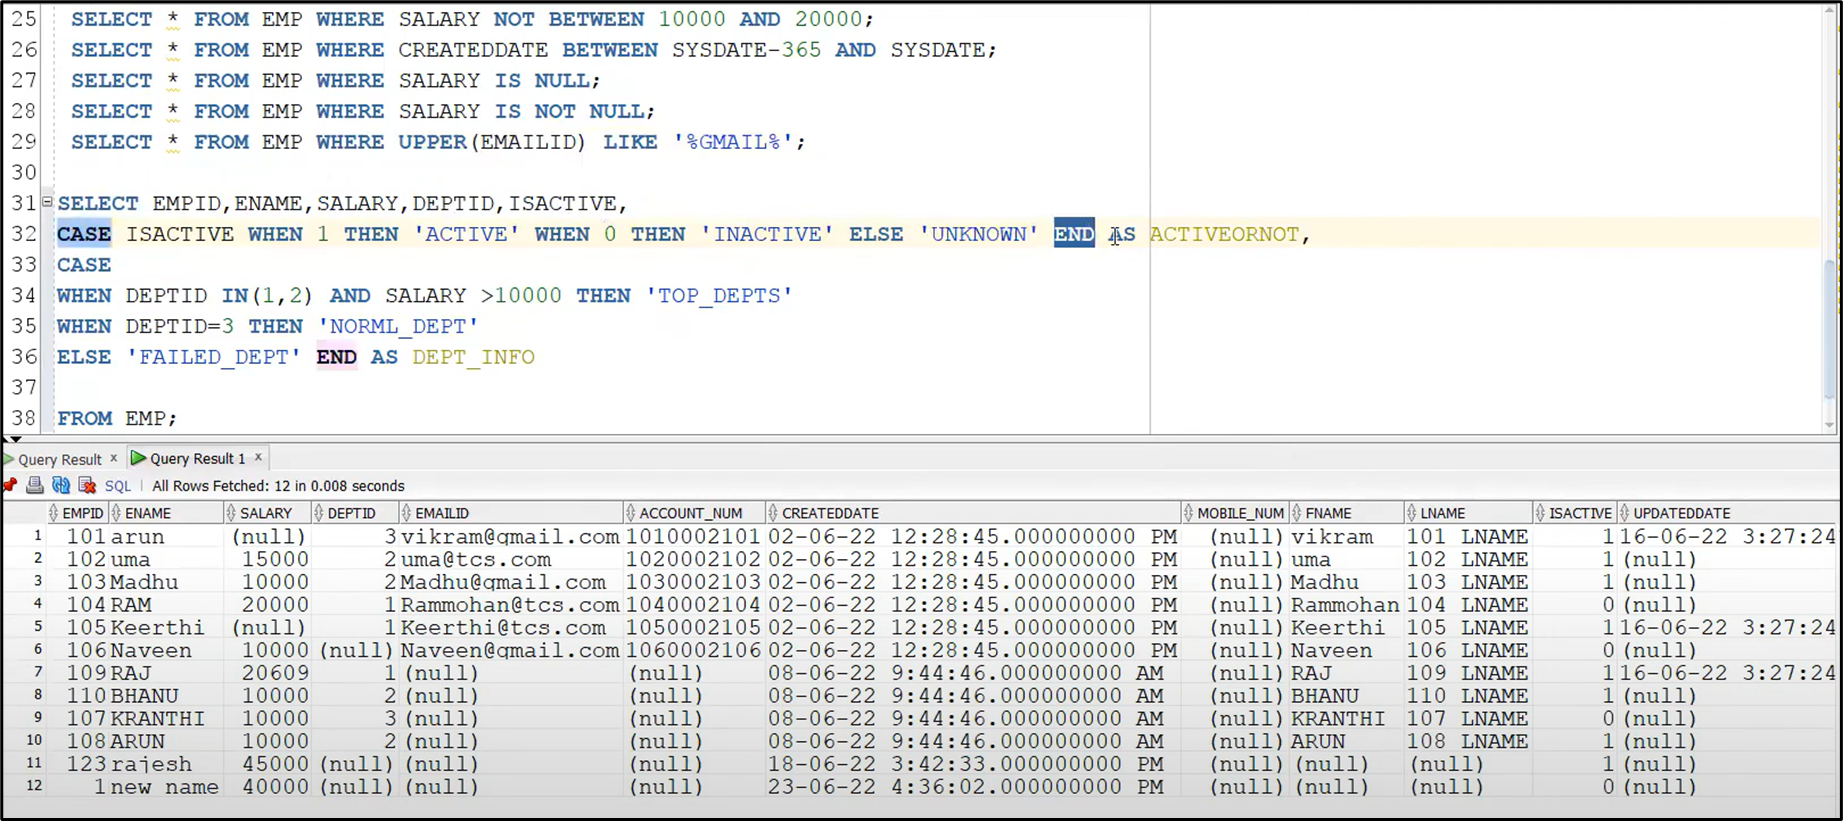 25 SELECT * FROM EMP WHERE SALARY NOT BETWEEN 10000 AND 20000;
26 SELECT * FROM EMP WHERE CREATEDDATE BETWEEN SYSDATE-365 AND SYSDATE;
27 SELECT * FROM EMP WHERE SALARY IS NULL;
28 SELECT * FROM EMP WHERE SALARY IS NOT NULL;
29 SELECT * FROM EMP WHERE UPPER(EMAILID) LIKE '%GMAIL%';
30
31 SELECT EMPID,ENAME,SALARY,DEPTID,ISACTIVE,
32 CASE ISACTIVE WHEN 1 THEN 'ACTIVE' WHEN 0 THEN 'INACTIVE' ELSE 'UNKNOWN' END AS ACTIVEORNOT,
33 CASE
34 WHEN DEPTID IN(1,2) AND SALARY >10000 THEN 'TOP_DEPTS'
35 WHEN DEPTID=3 THEN 'NORML_DEPT'
36 ELSE 'FAILED_DEPT' END AS DEPT_INFO
37
38 FROM EMP;
Query Result × Query Result 1 ×
SQL | All Rows Fetched: 12 in 0.008 seconds
EMPID ENAME SALARY DEPTID EMAILID ACCOUNT_NUM CREATEDDATE MOBILE_NUM FNAME LNAME ISACTIVE UPDATEDDATE
1 101 arun (null) 3 vikram@gmail.com 1010002101 02-06-22 12:28:45.000000000 PM (null) vikram 101 LNAME 1 16-06-22 3:27:24
2 102 uma 15000 2 uma@tcs.com 1020002102 02-06-22 12:28:45.000000000 PM (null) uma 102 LNAME 1 (null)
3 103 Madhu 10000 2 Madhu@gmail.com 1030002103 02-06-22 12:28:45.000000000 PM (null) Madhu 103 LNAME 1 (null)
4 104 RAM 20000 1 Rammohan@tcs.com 1040002104 02-06-22 12:28:45.000000000 PM (null) Rammohan 104 LNAME 0 (null)
5 105 Keerthi (null) 1 Keerthi@tcs.com 1050002105 02-06-22 12:28:45.000000000 PM (null) Keerthi 105 LNAME 1 16-06-22 3:27:24
6 106 Naveen 10000 (null) Naveen@gmail.com 1060002106 02-06-22 12:28:45.000000000 PM (null) Naveen 106 LNAME 0 (null)
7 109 RAJ 20609 1 (null) (null) 08-06-22 9:44:46.000000000 AM (null) RAJ 109 LNAME 1 16-06-22 3:27:24
8 110 BHANU 10000 2 (null) (null) 08-06-22 9:44:46.000000000 AM (null) BHANU 110 LNAME 1 (null)
9 107 KRANTHI 10000 3 (null) (null) 08-06-22 9:44:46.000000000 AM (null) KRANTHI 107 LNAME 0 (null)
10 108 ARUN 10000 2 (null) (null) 08-06-22 9:44:46.000000000 AM (null) ARUN 108 LNAME 1 (null)
11 123 rajesh 45000 (null) (null) (null) 18-06-22 3:42:33.000000000 PM (null) (null) (null) 1 (null)
12 1 new name 40000 (null) (null) (null) 23-06-22 4:36:02.000000000 PM (null) (null) (null) 0 (null)